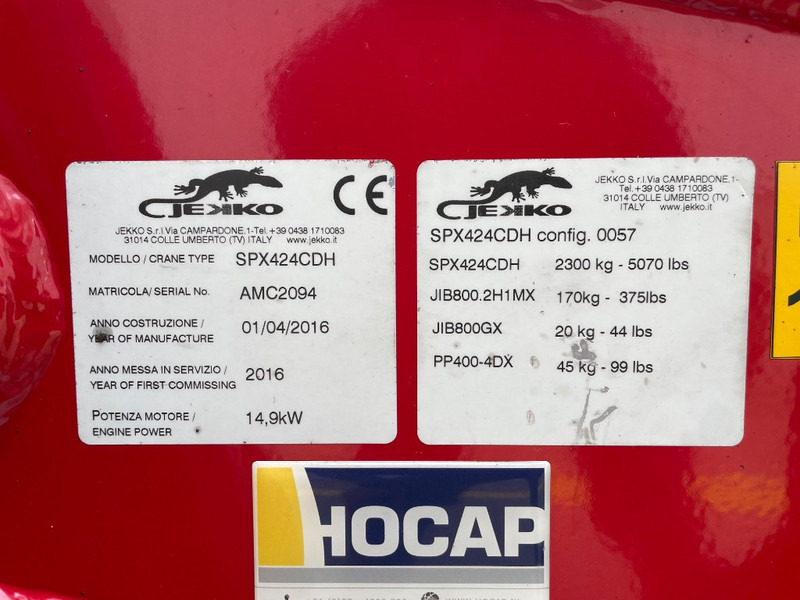 JEKKO
CE
JEKKO S.r.l.Via CAMPARDONE,1-Tel.+39 0438 1710083
31014 COLLE UMBERTO (TV) ITALY www.jekko.it
MODELLO / CRANE TYPE SPX424CDH
MATRICOLA/ SERIAL No. AMC2094
ANNO COSTRUZIONE / 01/04/2016
YEAR OF MANUFACTURE
ANNO MESSA IN SERVIZIO / 2016
YEAR OF FIRST COMMISSING
POTENZA MOTORE / 14,9kW
ENGINE POWER
JEKKO
JEKKO S.r.l.Via CAMPARDONE,1-
Tel.+39 0438 1710083
31014 COLLE UMBERTO (TV)
ITALY www.jekko.it
SPX424CDH config. 0057
SPX424CDH 2300 kg - 5070 lbs
JIB800.2H1MX 170kg - 375lbs
JIB800GX 20 kg - 44 lbs
PP400-4DX 45 kg - 99 lbs
HOCAP